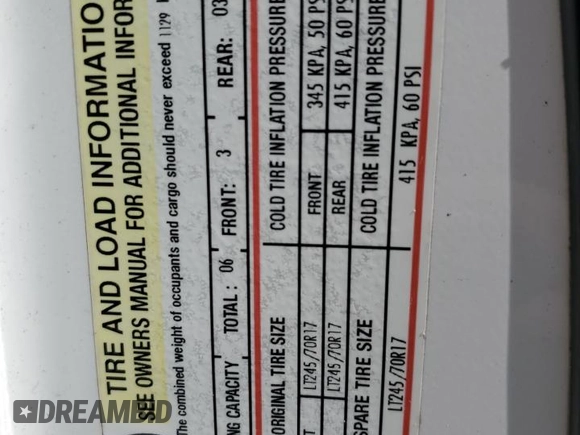 TIRE AND LOAD INFORMATIO
SEE OWNERS MANUAL FOR ADDITIONAL INFOR
The combined weight of occupants and cargo should never exceed 1129
NG CAPACITY TOTAL: 06 FRONT: 3 REAR: 03
ORIGINAL TIRE SIZE COLD TIRE INFLATION PRESSURE
T LT245/70R17 FRONT 345 KPA, 50 PS
LT245/70R17 REAR 415 KPA, 60 PS
SPARE TIRE SIZE COLD TIRE INFLATION PRESSURE
LT245/70R17 415 KPA, 60 PSI
DREAMBID